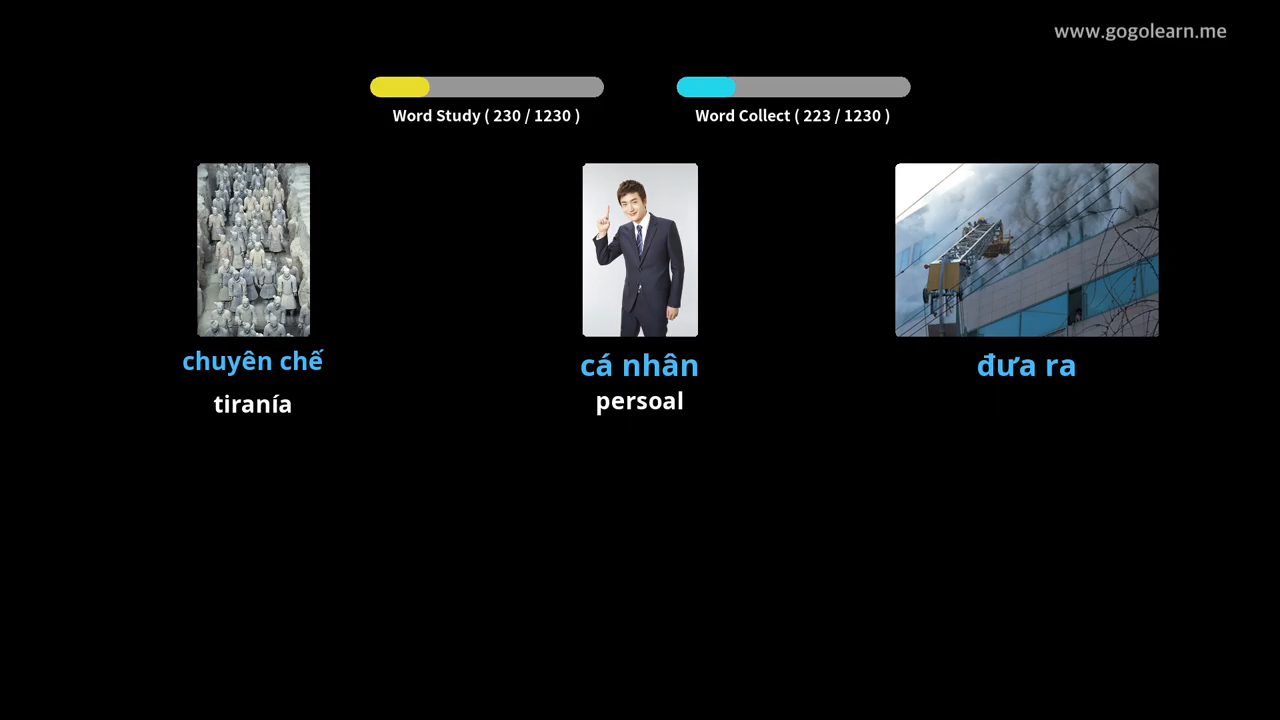 www.gogolearn.me
Word Study ( 230 / 1230 )
Word Collect ( 223 / 1230 )
chuyên chế
tiranía
cá nhân
persoal
đưa ra